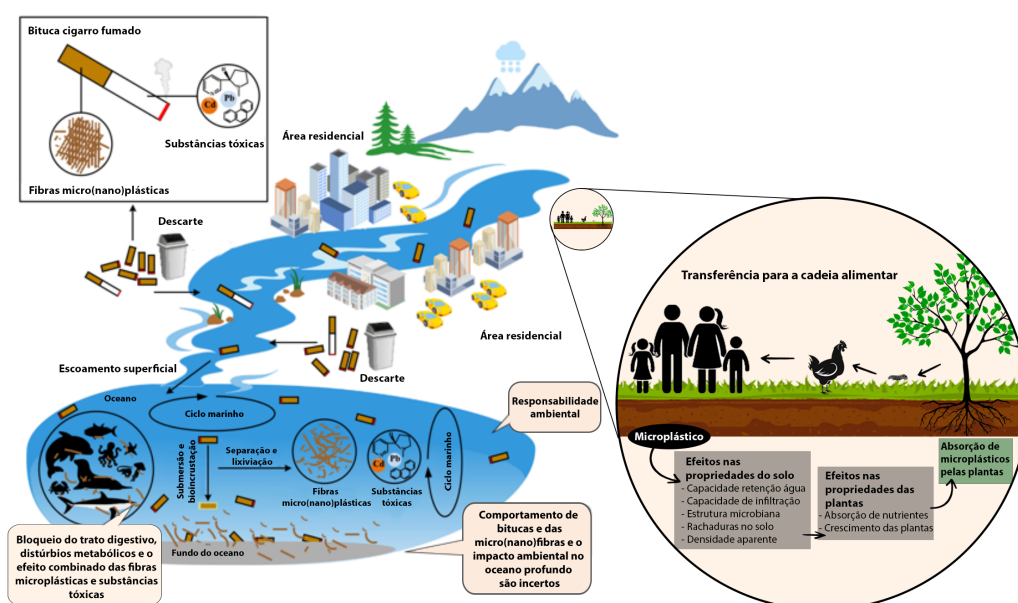 Bituca cigarro fumado
Cd
Pb
Substâncias tóxicas
Fibras micro(nano)plásticas
Descarte
Área residencial
Área residencial
Descarte
Escoamento superficial
Oceano
Ciclo marinho
Responsabilidade
ambiental
Submersão e
bioincrustação
Separação e
lixiviação
Fibras
micro(nano)plásticas
Cd
Pb
Substâncias
tóxicas
Ciclo marinho
Fundo do oceano
Bloqueio do trato digestivo,
distúrbios metabólicos e o
efeito combinado das fibras
microplásticas e substâncias
tóxicas
Comportamento de
bitucas e das
micro(nano)fibras e o
impacto ambiental no
oceano profundo
são incertos
Transferência para a cadeia alimentar
Microplástico
Efeitos nas
propriedades do solo
- Capacidade retenção água
- Capacidade de infiltração
- Estrutura microbiana
- Rachaduras no solo
- Densidade aparente
Efeitos nas
propriedades das
plantas
- Absorção de nutrientes
- Crescimento das plantas
Absorção de
microplásticos
pelas plantas